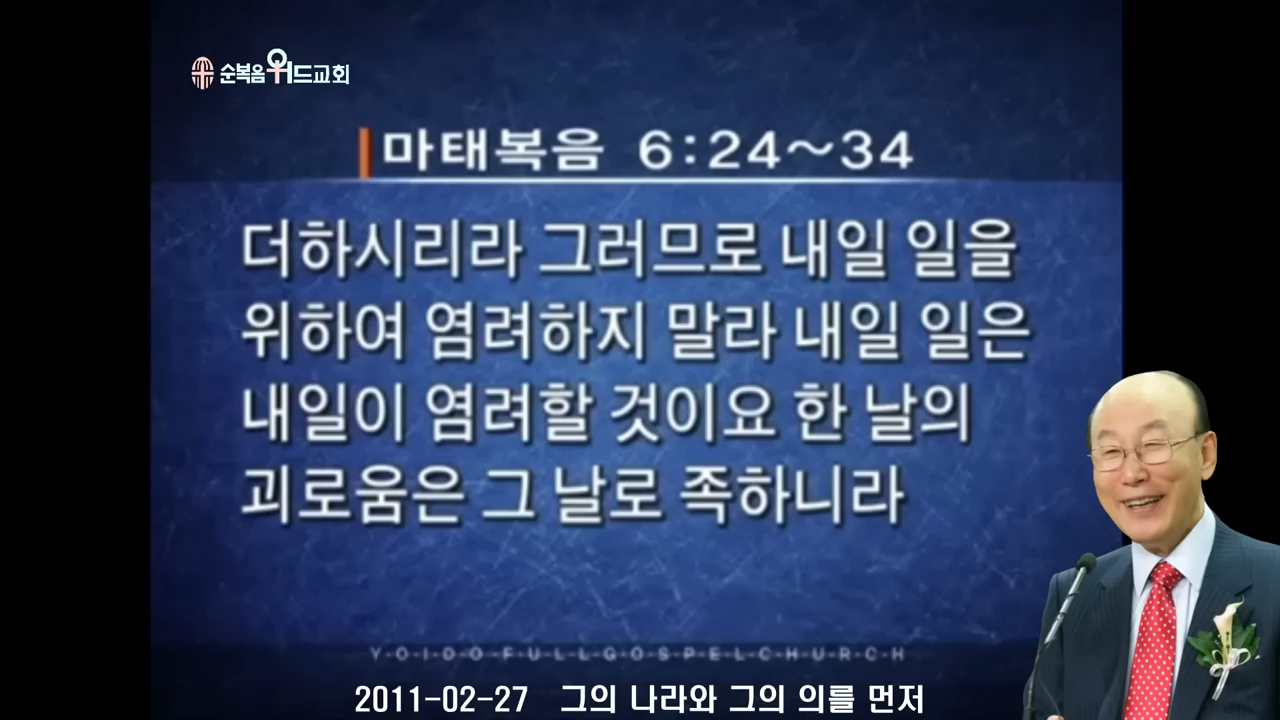 순복음워드교회
마태복음 6:24~34
더하시리라 그러므로 내일 일을
위하여 염려하지 말라 내일 일은
내일이 염려할 것이요 한 날의
괴로움은 그 날로 족하니라
Y·O·I·D·O·F·U·L·L·G·O·S·P·E·L·C·H·U·R·C·H
2011-02-27 그의 나라와 그의 의를 먼저